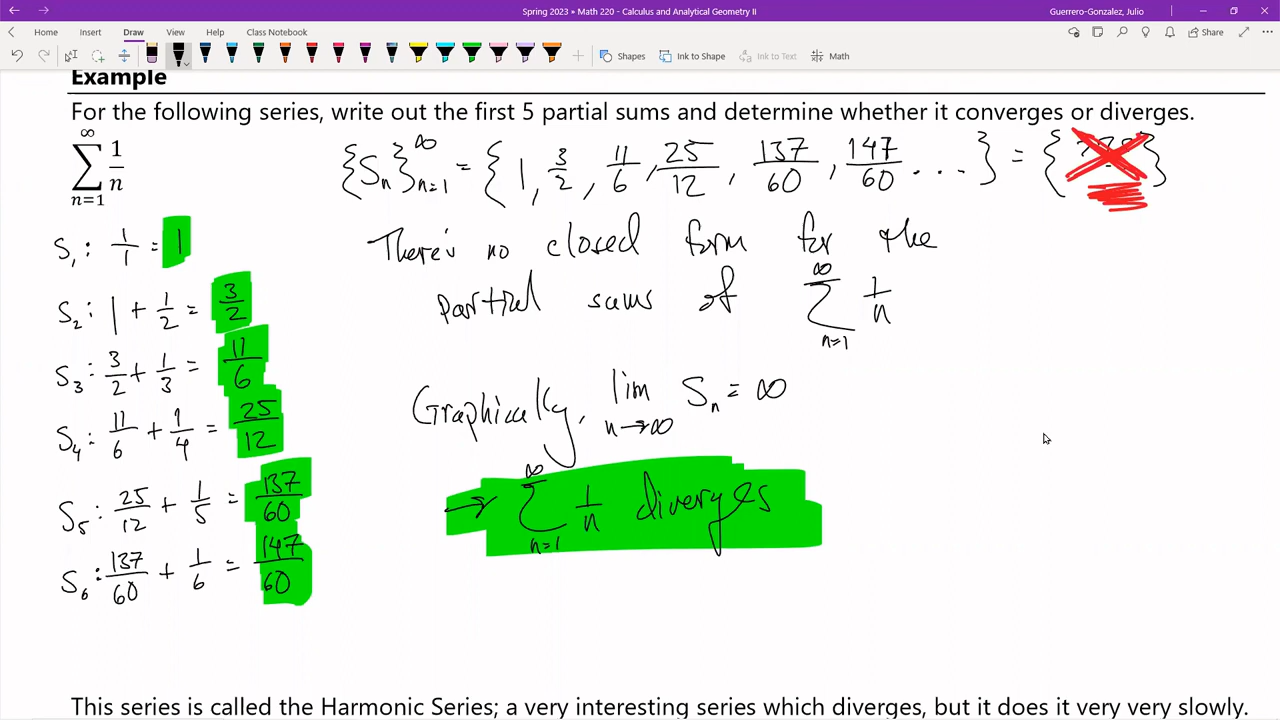 Spring 2023 » Math 220 - Calculus and Analytical Geometry II
Guerrero-Gonzalez, Julio
Home Insert Draw View Help Class Notebook
Share
Shapes Ink to Shape Ink to Text Math
Example
For the following series, write out the first 5 partial sums and determine whether it converges or diverges.
∞ ∑ n=1 1/n
{Sₙ}∞ n=1 = {1, 3/2, 11/6, 25/12, 137/60, 147/60 ...} = { }
S₁: 1/1 = 1
There's no closed form for the
partial sums of ∞ ∑ n=1 1/n
S₂: 1 + 1/2 = 3/2
S₃: 3/2 + 1/3 = 11/6
S₄: 11/6 + 1/4 = 25/12
S₅: 25/12 + 1/5 = 137/60
S₆: 137/60 + 1/6 = 147/60
Graphically, lim n→∞ Sₙ = ∞
⇒ ∞ ∑ n=1 1/n diverges
This series is called the Harmonic Series; a very interesting series which diverges, but it does it very very slowly.